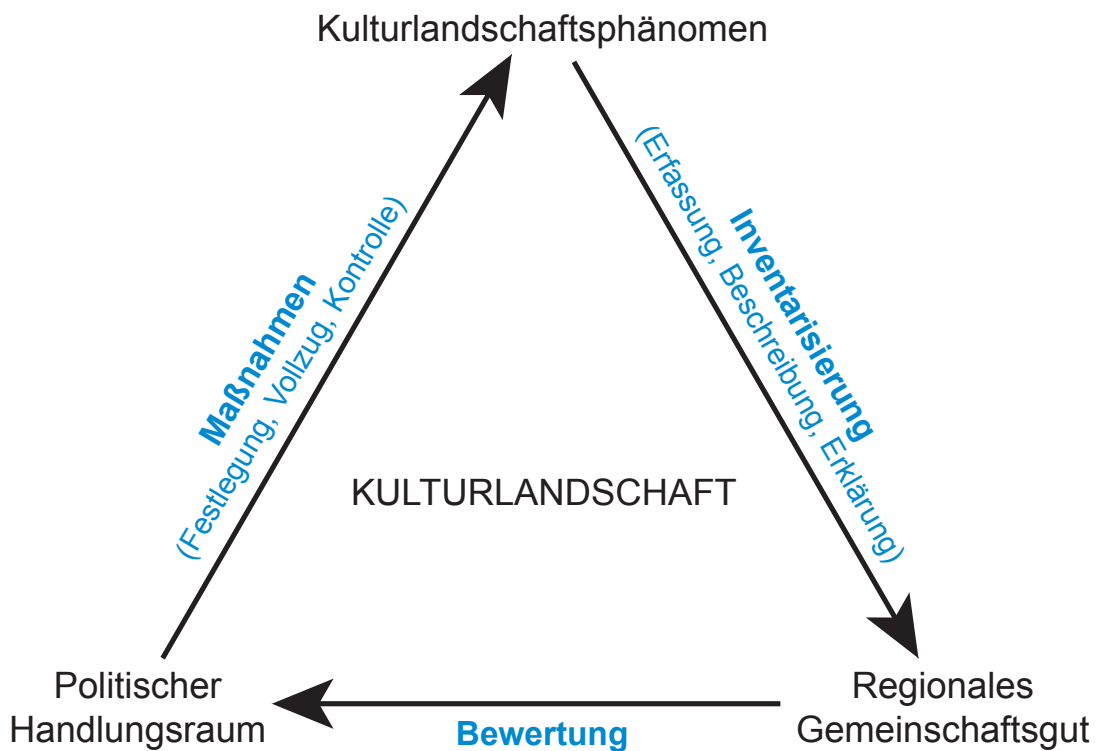 Kulturlandschaftsphänomen
Maßnahmen
(Festlegung, Vollzug, Kontrolle)
Inventarisierung
(Erfassung, Beschreibung, Erklärung)
KULTURLANDSCHAFT
Politischer
Handlungsraum
Bewertung
Regionales
Gemeinschaftsgut